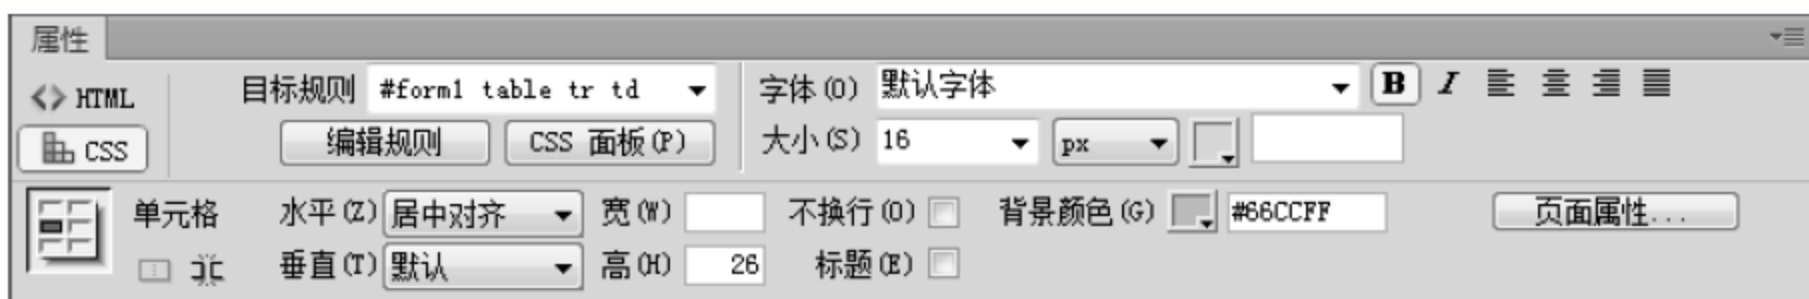 属性
HTML 目标规则 #form1 table tr td 字体(O) 默认字体 B I
CSS 编辑规则 CSS 面板(P) 大小(S) 16 px
单元格 水平(Z) 居中对齐 宽(W) 不换行(O) 背景颜色(G) #66CCFF 页面属性...
垂直(T) 默认 高(H) 26 标题(E)